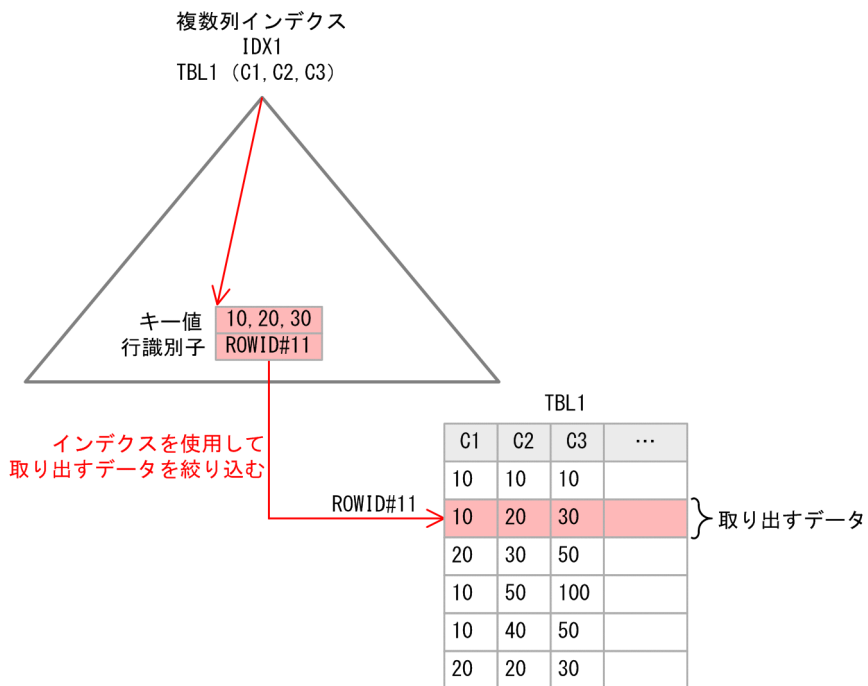 複数列インデクス
IDX1
TBL1 (C1,C2,C3)
キー値 10,20,30
行識別子 ROWID#11
インデクスを使用して
取り出すデータを絞り込む
ROWID#11
TBL1
C1 C2 C3 …
10 10 10
10 20 30
取り出すデータ
20 30 50
10 50 100
10 40 50
20 20 30